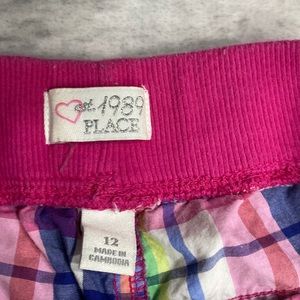 est. 1989
PLACE
12
MADE IN
CAMBODIA